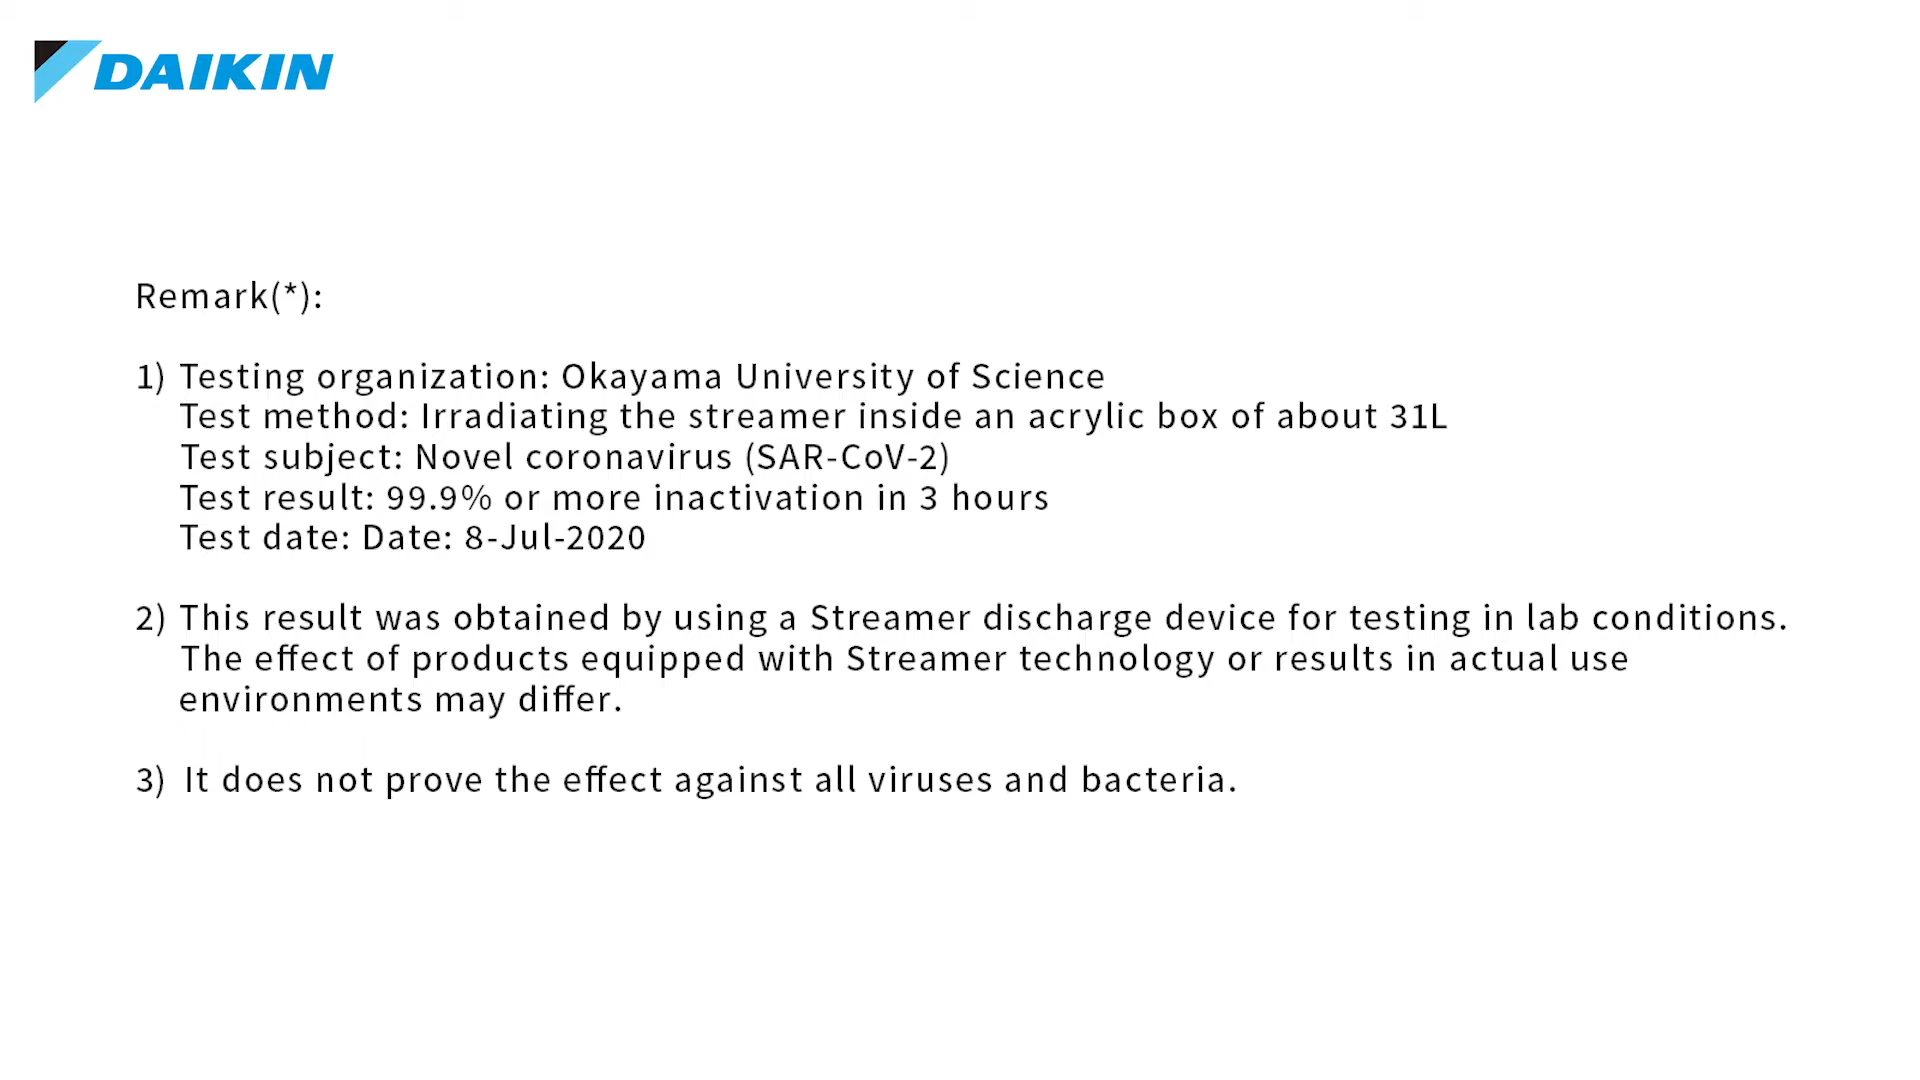 DAIKIN
Remark(*):
1) Testing organization: Okayama University of Science
Test method: Irradiating the streamer inside an acrylic box of about 31L
Test subject: Novel coronavirus (SAR-CoV-2)
Test result: 99.9% or more inactivation in 3 hours
Test date: Date: 8-Jul-2020
2) This result was obtained by using a Streamer discharge device for testing in lab conditions.
The effect of products equipped with Streamer technology or results in actual use
environments may differ.
3) It does not prove the effect against all viruses and bacteria.